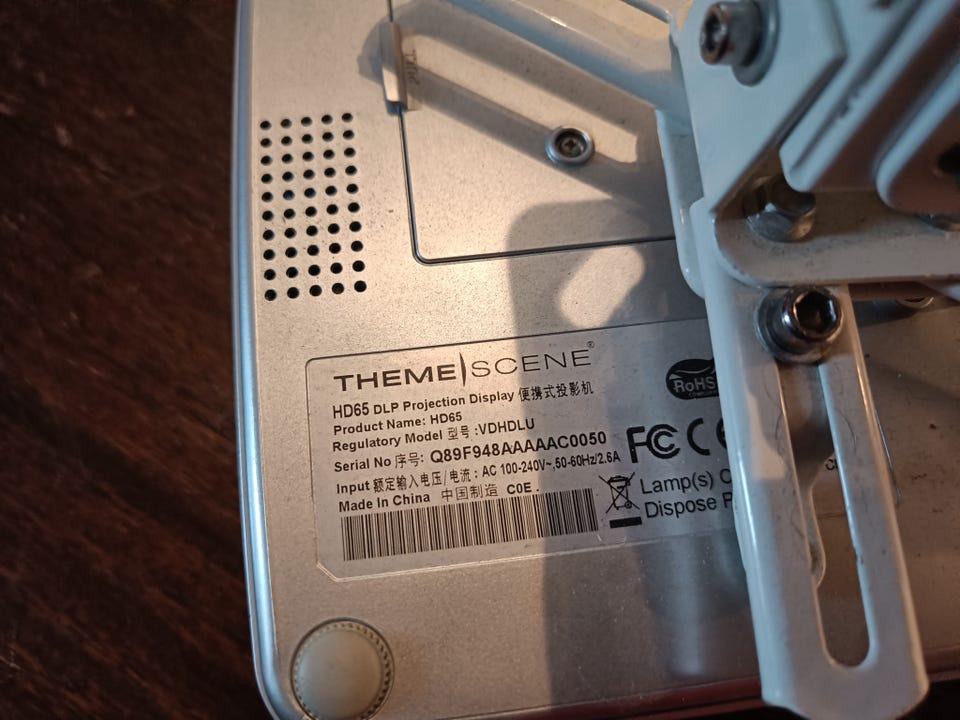 THEME|SCENE®
HD65 DLP Projection Display 便携式投影机
Product Name: HD65
Regulatory Model 型号 :VDHDLU
Serial No 序号: Q89F948AAAAAC0050
Input 额定输入电压/电流: AC 100-240V~,50-60Hz/2.6A
Made In China 中国制造 C0E .
RoHS
FC CE
Lamp(s)
Dispose